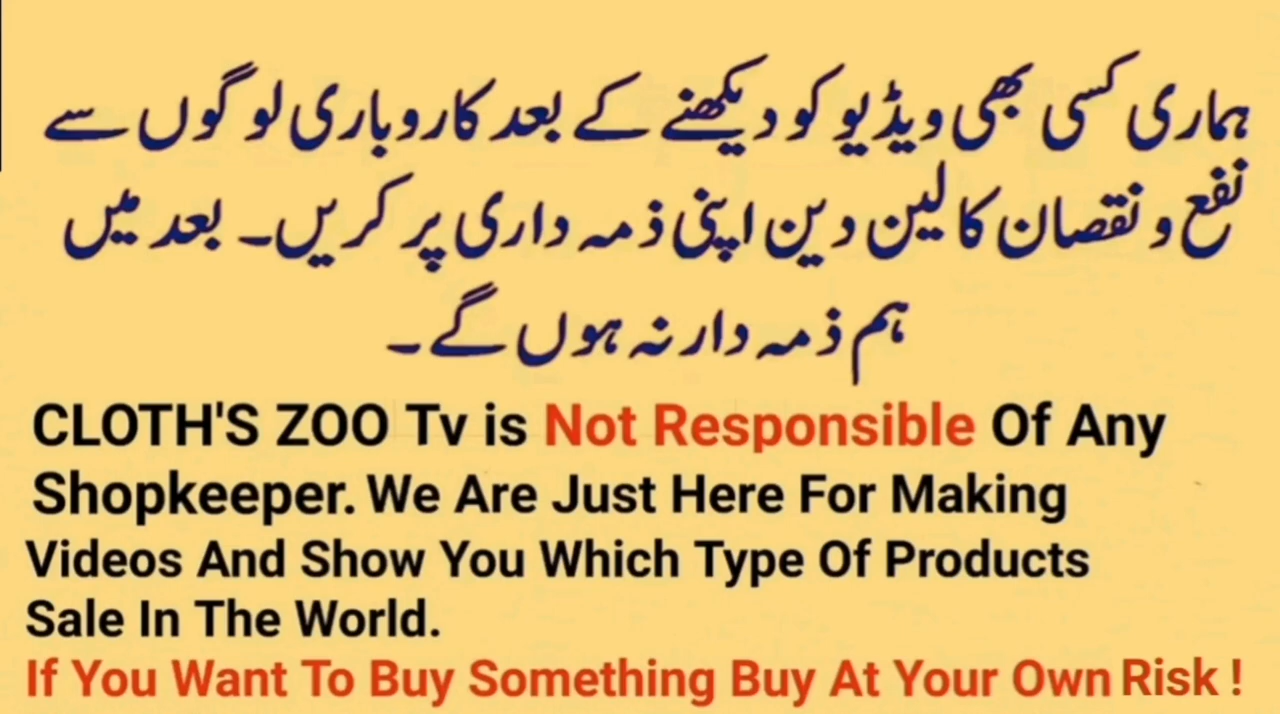 ہماری کسی بھی ویڈیو کو دیکھنے کے بعد کاروباری لوگوں سے
نفع و نقصان کا لین دین اپنی ذمہ داری پر کریں۔ بعد میں
ہم ذمہ دار نہ ہوں گے۔
CLOTH'S ZOO Tv is Not Responsible Of Any
Shopkeeper. We Are Just Here For Making
Videos And Show You Which Type Of Products
Sale In The World.
If You Want To Buy Something Buy At Your Own Risk !